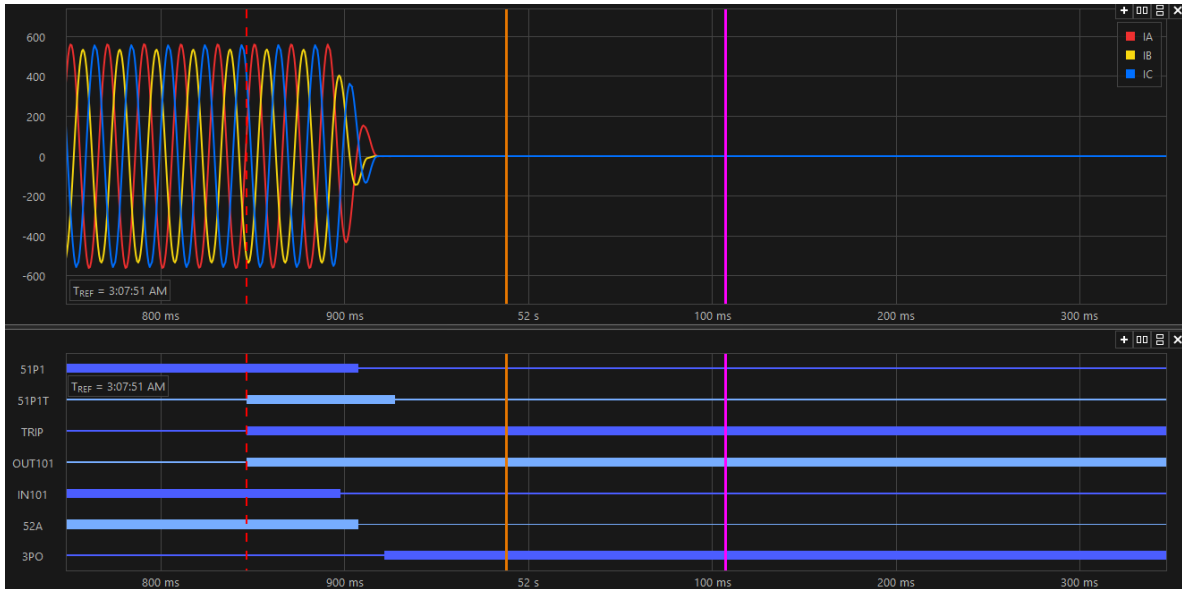 600
400
200
0
-200
-400
-600
IA
IB
IC
TREF = 3:07:51 AM
800 ms
900 ms
52 s
100 ms
200 ms
300 ms
51P1
TREF = 3:07:51 AM
51P1T
TRIP
OUT101
IN101
52A
3PO
800 ms
900 ms
52 s
100 ms
200 ms
300 ms